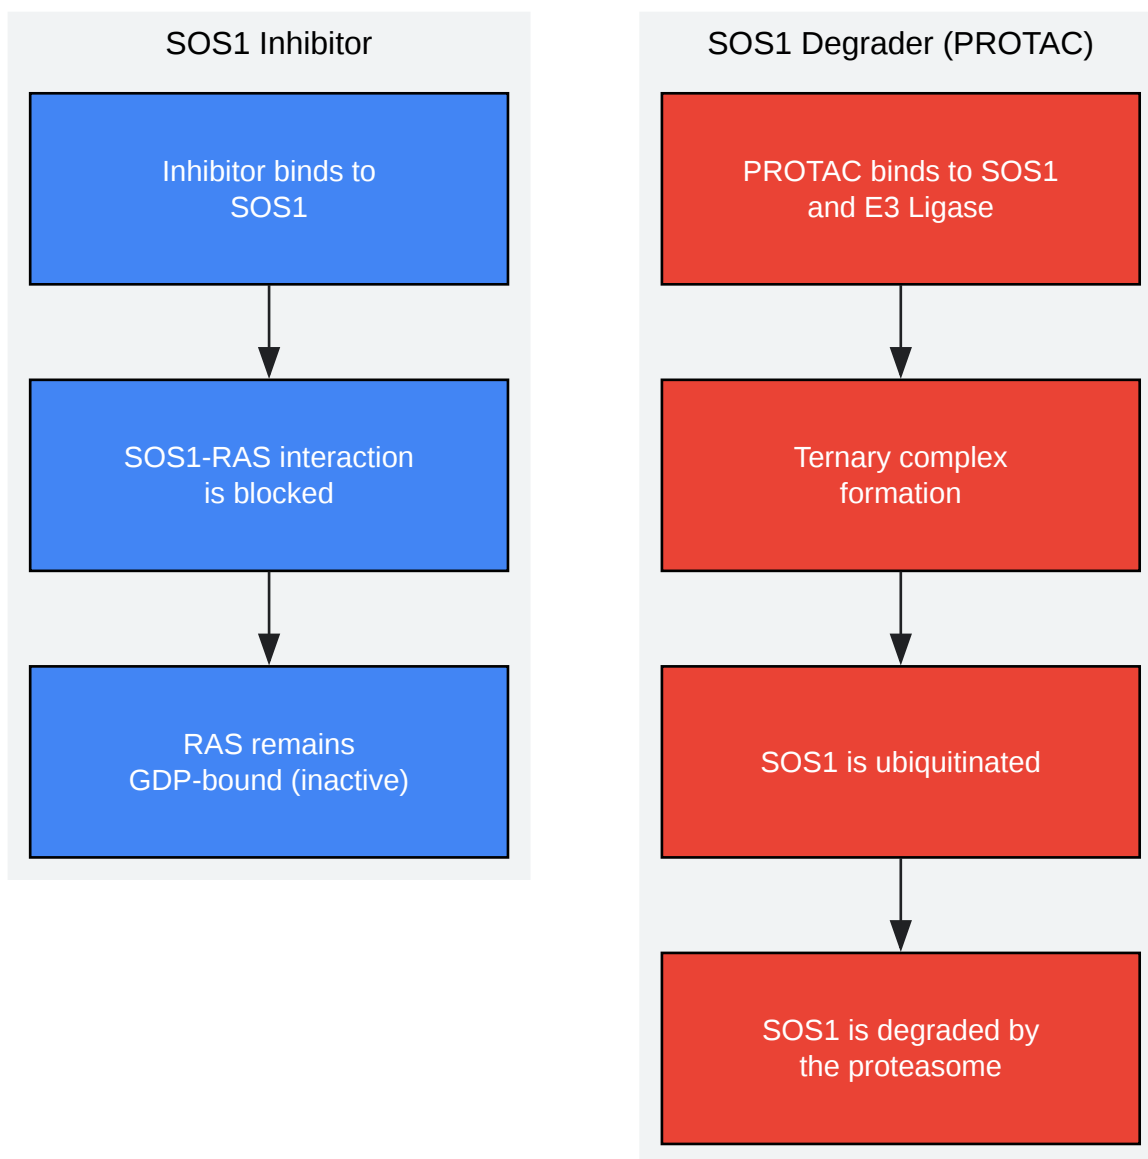 SOS1 Inhibitor
Inhibitor binds to
SOS1
SOS1-RAS interaction
is blocked
RAS remains
GDP-bound (inactive)
SOS1 Degrader (PROTAC)
PROTAC binds to SOS1
and E3 Ligase
Ternary complex
formation
SOS1 is ubiquitinated
SOS1 is degraded by
the proteasome